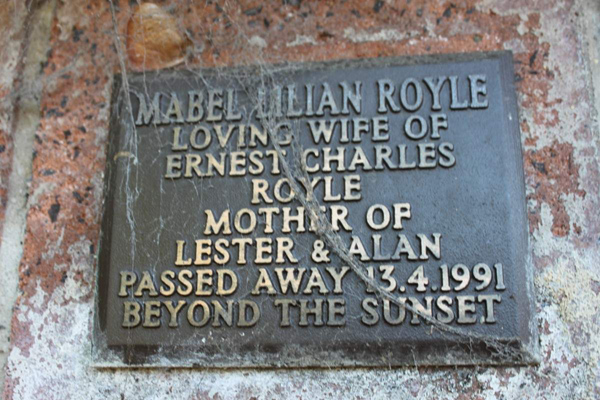 MABEL LILIAN ROYLE
LOVING WIFE OF
ERNEST CHARLES
ROYLE
MOTHER OF
LESTER & ALAN
PASSED AWAY 13.4.1991
BEYOND THE SUNSET